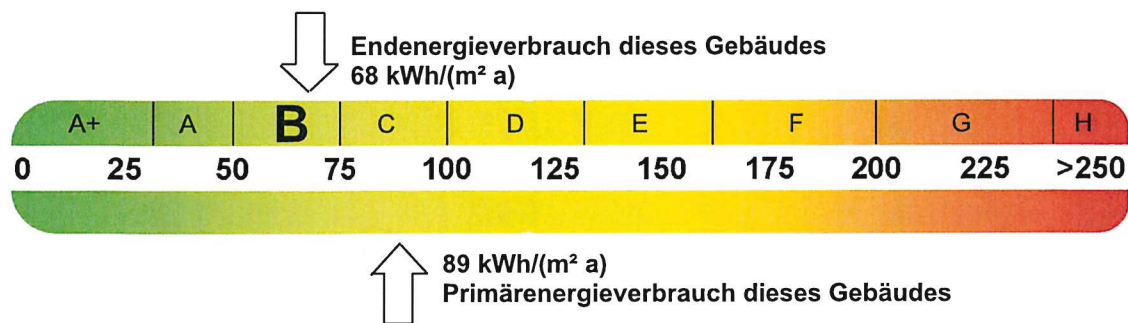 Endenergieverbrauch dieses Gebäudes
68 kWh/(m² a)
A+ A B C D E F G H
0 25 50 75 100 125 150 175 200 225 >250
89 kWh/(m² a)
Primärenergieverbrauch dieses Gebäudes